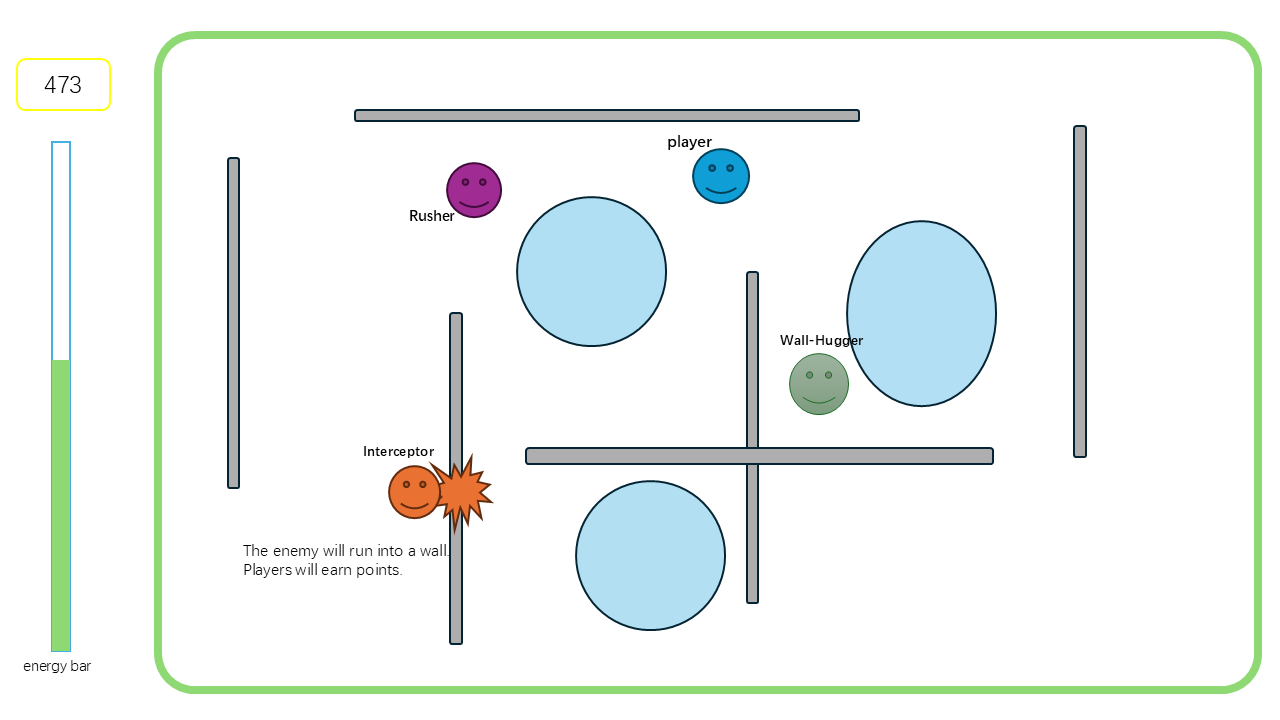 473
player
Rusher
Wall-Hugger
Interceptor
The enemy will run into a wall.
Players will earn points.
energy bar